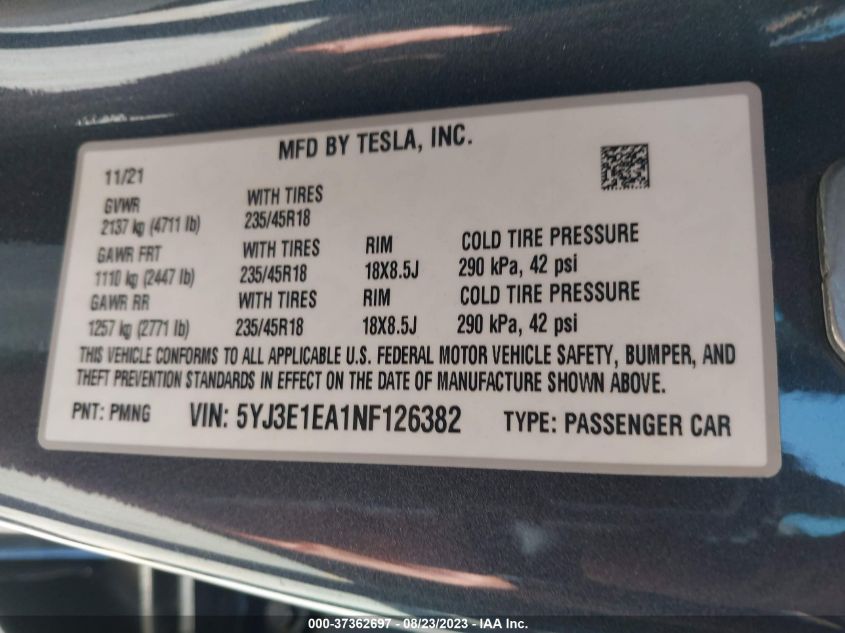 MFD BY TESLA, INC.
11/21
GVWR WITH TIRES
2137 kg (4711 lb) 235/45R18
GAWR FRT WITH TIRES RIM COLD TIRE PRESSURE
1110 kg (2447 lb) 235/45R18 18X8.5J 290 kPa, 42 psi
GAWR RR WITH TIRES RIM COLD TIRE PRESSURE
1257 kg (2771 lb) 235/45R18 18X8.5J 290 kPa, 42 psi
THIS VEHICLE CONFORMS TO ALL APPLICABLE U.S. FEDERAL MOTOR VEHICLE SAFETY, BUMPER, AND
THEFT PREVENTION STANDARDS IN EFFECT ON THE DATE OF MANUFACTURE SHOWN ABOVE.
PNT: PMNG VIN: 5YJ3E1EA1NF126382 TYPE: PASSENGER CAR
000-37362697 - 08/23/2023 - IAA Inc.